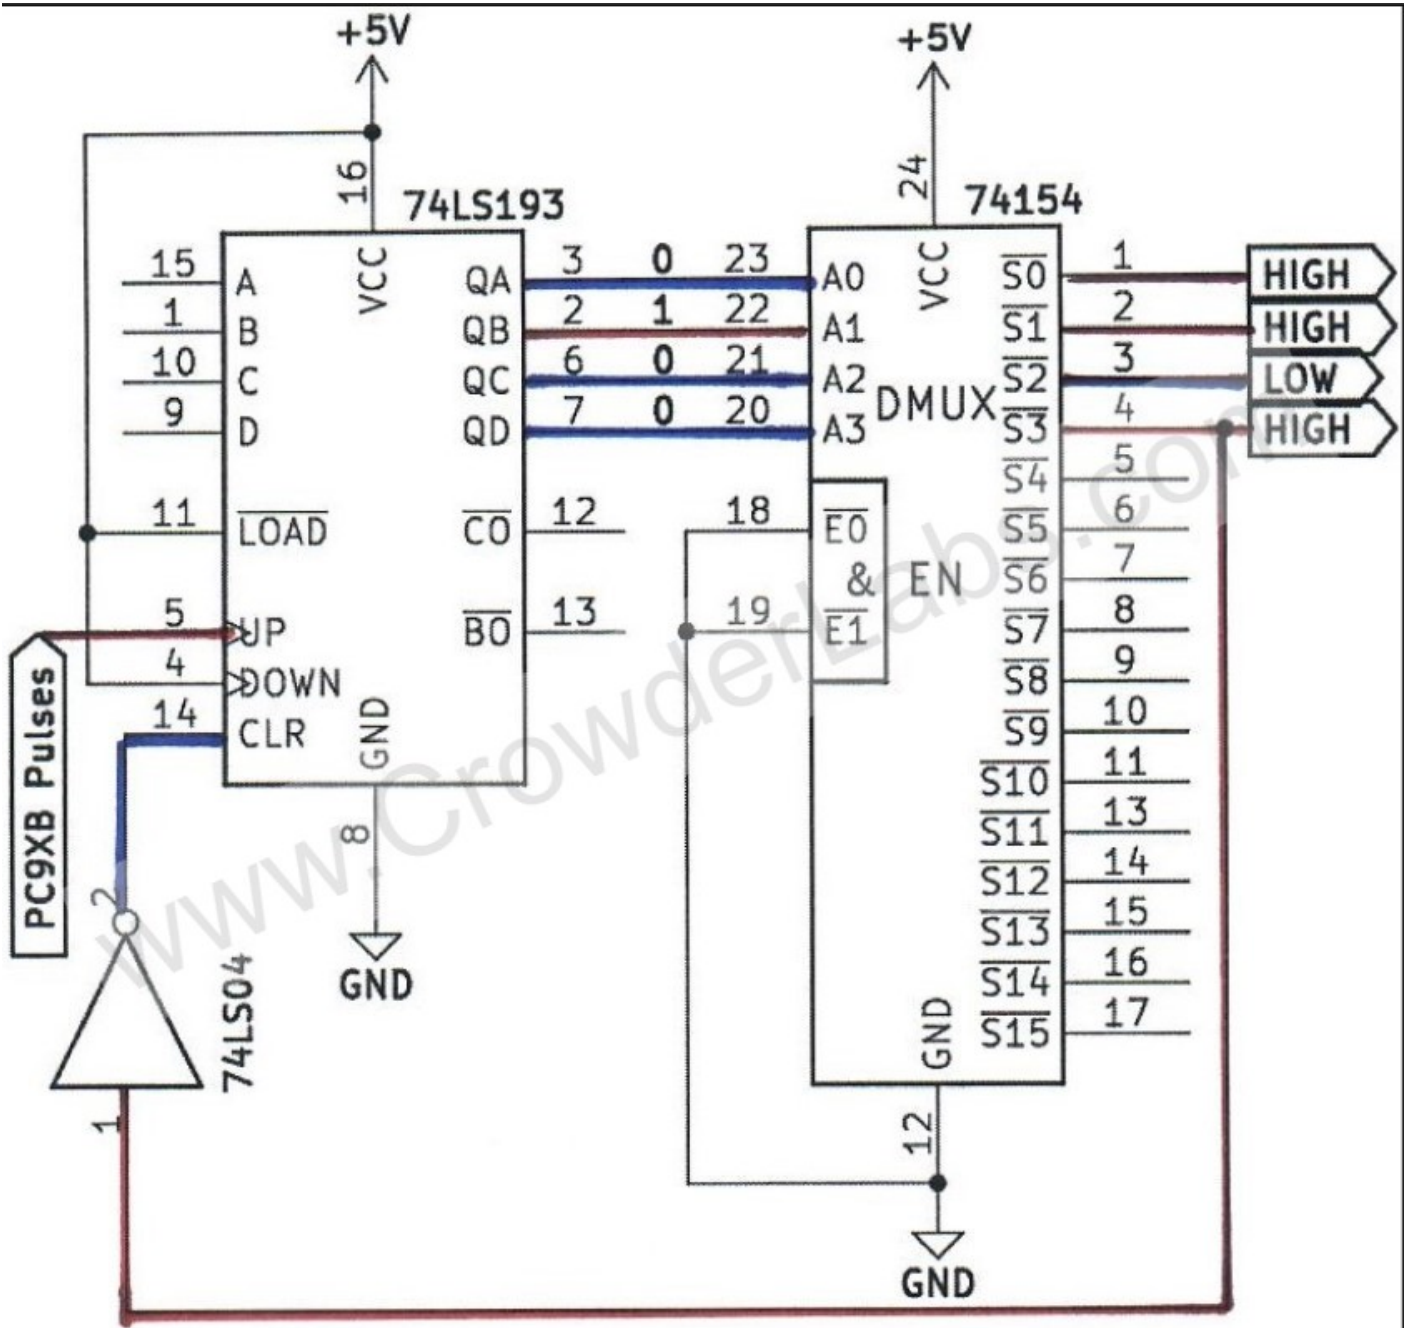 +5V
+5V
16
24
74LS193
74154
VCC
VCC
15 A QA 3 0 23 A0 S0 1 HIGH
1 B QB 2 1 22 A1 S1 2 HIGH
10 C QC 6 0 21 A2 S2 3 LOW
9 D QD 7 0 20 A3 S3 4 HIGH
DMUX
S4 5
11 LOAD CO 12 18 E0 S5 6
& EN S6 7
5 UP BO 13 19 E1 S7 8
4 DOWN S8 9
14 CLR S9 10
GND
S10 11
8
S11 13
PC9XB Pulses
S12 14
2
S13 15
GND
S14 16
74LS04
GND
S15 17
1
12
GND
www.CrowderLabs.com